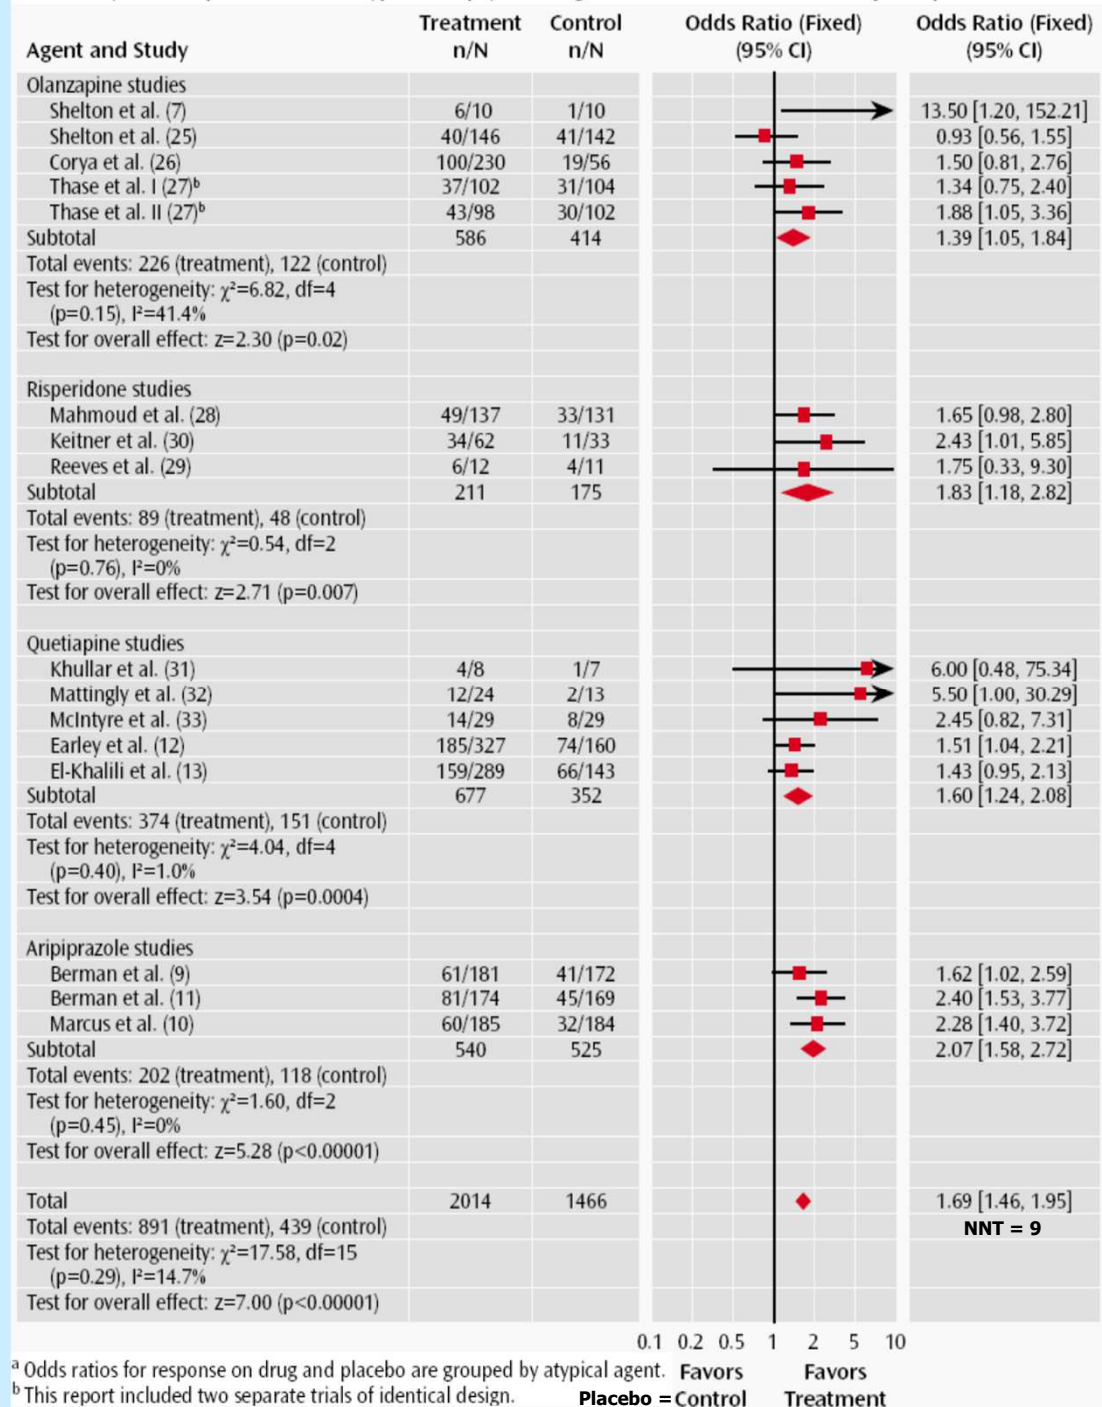 Treatment Control Odds Ratio (Fixed) Odds Ratio (Fixed)
Agent and Study n/N n/N (95% CI) (95% CI)
Olanzapine studies
Shelton et al. (7) 6/10 1/10 13.50 [1.20, 152.21]
Shelton et al. (25) 40/146 41/142 0.93 [0.56, 1.55]
Corya et al. (26) 100/230 19/56 1.50 [0.81, 2.76]
Thase et al. I (27)ᵇ 37/102 31/104 1.34 [0.75, 2.40]
Thase et al. II (27)ᵇ 43/98 30/102 1.88 [1.05, 3.36]
Subtotal 586 414 1.39 [1.05, 1.84]
Total events: 226 (treatment), 122 (control)
Test for heterogeneity: χ²=6.82, df=4
(p=0.15), I²=41.4%
Test for overall effect: z=2.30 (p=0.02)
Risperidone studies
Mahmoud et al. (28) 49/137 33/131 1.65 [0.98, 2.80]
Keitner et al. (30) 34/62 11/33 2.43 [1.01, 5.85]
Reeves et al. (29) 6/12 4/11 1.75 [0.33, 9.30]
Subtotal 211 175 1.83 [1.18, 2.82]
Total events: 89 (treatment), 48 (control)
Test for heterogeneity: χ²=0.54, df=2
(p=0.76), I²=0%
Test for overall effect: z=2.71 (p=0.007)
Quetiapine studies
Khullar et al. (31) 4/8 1/7 6.00 [0.48, 75.34]
Mattingly et al. (32) 12/24 2/13 5.50 [1.00, 30.29]
McIntyre et al. (33) 14/29 8/29 2.45 [0.82, 7.31]
Earley et al. (12) 185/327 74/160 1.51 [1.04, 2.21]
El-Khalili et al. (13) 159/289 66/143 1.43 [0.95, 2.13]
Subtotal 677 352 1.60 [1.24, 2.08]
Total events: 374 (treatment), 151 (control)
Test for heterogeneity: χ²=4.04, df=4
(p=0.40), I²=1.0%
Test for overall effect: z=3.54 (p=0.0004)
Aripiprazole studies
Berman et al. (9) 61/181 41/172 1.62 [1.02, 2.59]
Berman et al. (11) 81/174 45/169 2.40 [1.53, 3.77]
Marcus et al. (10) 60/185 32/184 2.28 [1.40, 3.72]
Subtotal 540 525 2.07 [1.58, 2.72]
Total events: 202 (treatment), 118 (control)
Test for heterogeneity: χ²=1.60, df=2
(p=0.45), I²=0%
Test for overall effect: z=5.28 (p<0.00001)
Total 2014 1466 1.69 [1.46, 1.95]
Total events: 891 (treatment), 439 (control) NNT = 9
Test for heterogeneity: χ²=17.58, df=15
(p=0.29), I²=14.7%
Test for overall effect: z=7.00 (p<0.00001)
0.1 0.2 0.5 1 2 5 10
ᵃ Odds ratios for response on drug and placebo are grouped by atypical agent. Favors Favors
ᵇ This report included two separate trials of identical design. Placebo = Control Treatment